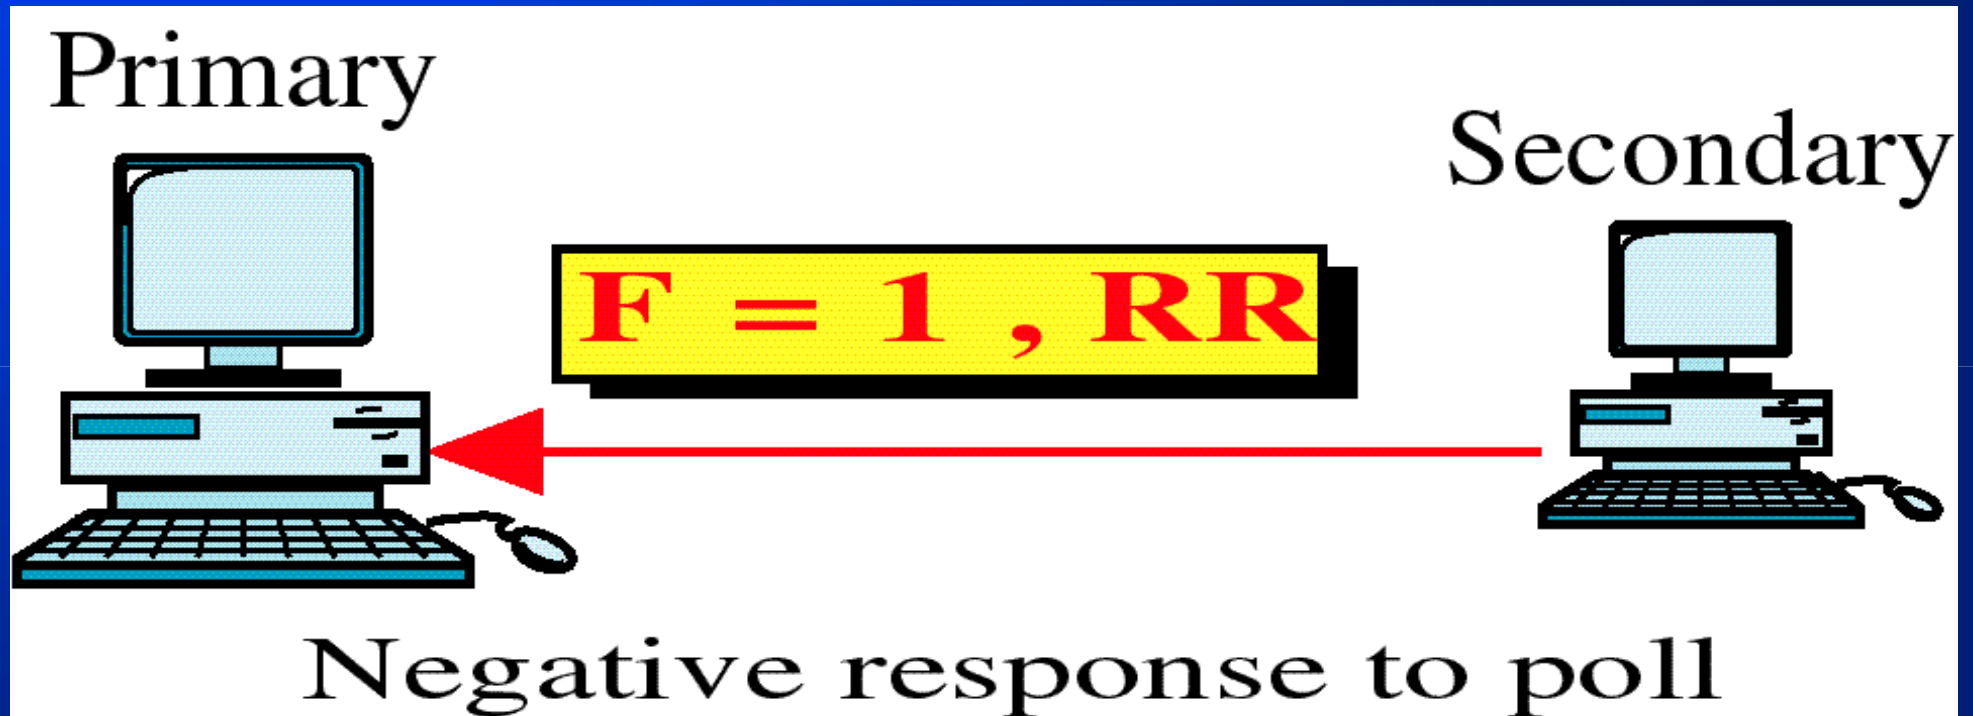 Primary
Secondary
F = 1 , RR
Negative response to poll